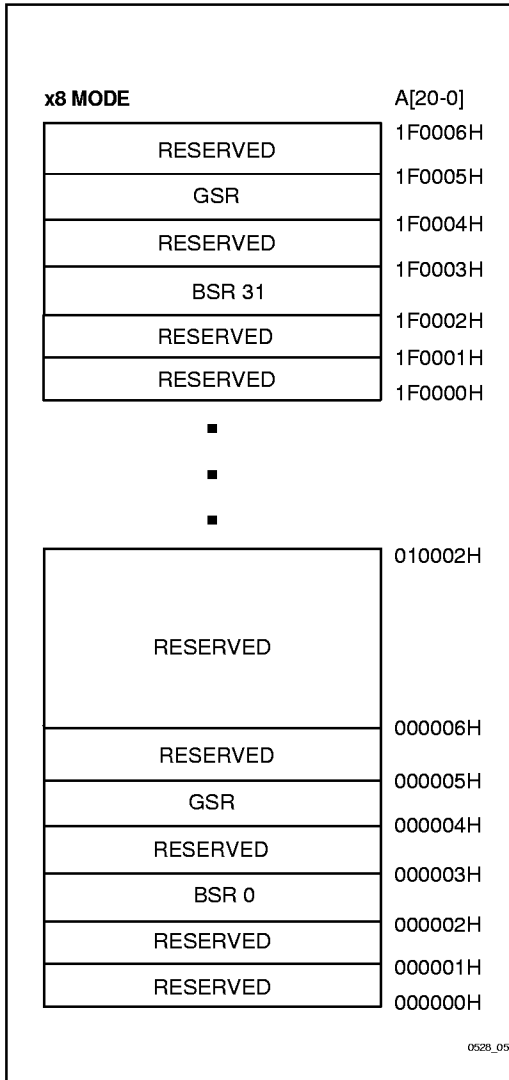 x8 MODE A[20-0]
1F0006H
RESERVED
1F0005H
GSR
1F0004H
RESERVED
1F0003H
BSR 31
1F0002H
RESERVED
1F0001H
RESERVED
1F0000H
010002H
RESERVED
000006H
RESERVED
000005H
GSR
000004H
RESERVED
000003H
BSR 0
000002H
RESERVED
000001H
RESERVED
000000H
0528_05